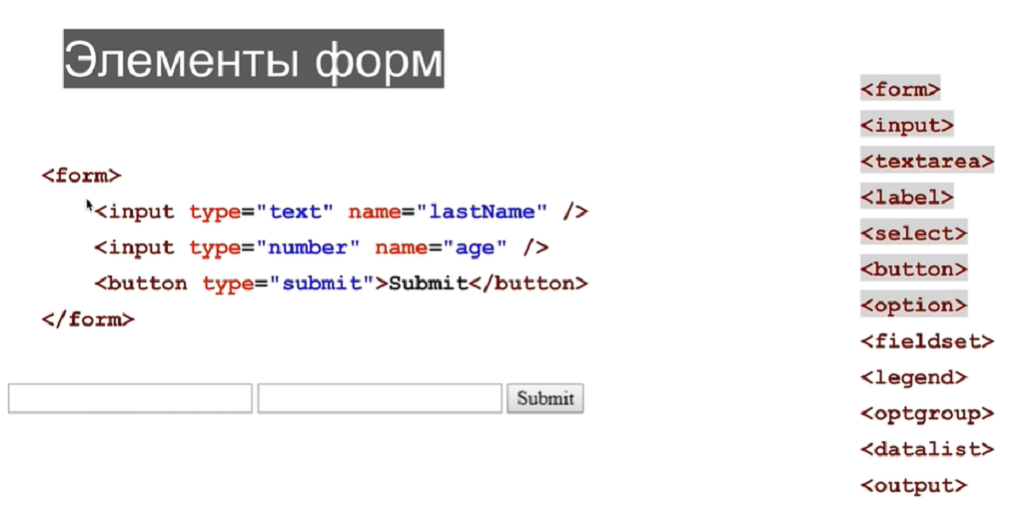 Элементы форм
<form>
<input type="text" name="lastName" />
<input type="number" name="age" />
<button type="submit">Submit</button>
</form>
Submit
<form>
<input>
<textarea>
<label>
<select>
<button>
<option>
<fieldset>
<legend>
<optgroup>
<datalist>
<output>